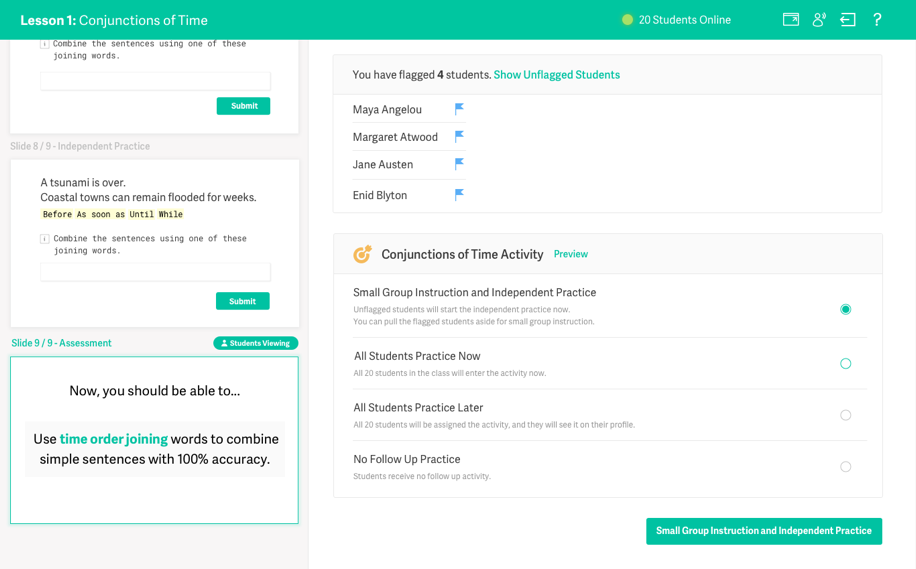 Lesson 1: Conjunctions of Time
20 Students Online
?
i Combine the sentences using one of these
joining words.
Submit
Slide 8 / 9 - Independent Practice
A tsunami is over.
Coastal towns can remain flooded for weeks.
Before As soon as Until While
i Combine the sentences using one of these
joining words.
Submit
Slide 9 / 9 - Assessment
Students Viewing
Now, you should be able to...
Use time order joining words to combine
simple sentences with 100% accuracy.
You have flagged 4 students. Show Unflagged Students
Maya Angelou
Margaret Atwood
Jane Austen
Enid Blyton
Conjunctions of Time Activity Preview
Small Group Instruction and Independent Practice
Unflagged students will start the independent practice now.
You can pull the flagged students aside for small group instruction.
All Students Practice Now
All 20 students in the class will enter the activity now.
All Students Practice Later
All 20 students will be assigned the activity, and they will see it on their profile.
No Follow Up Practice
Students receive no follow up activity.
Small Group Instruction and Independent Practice